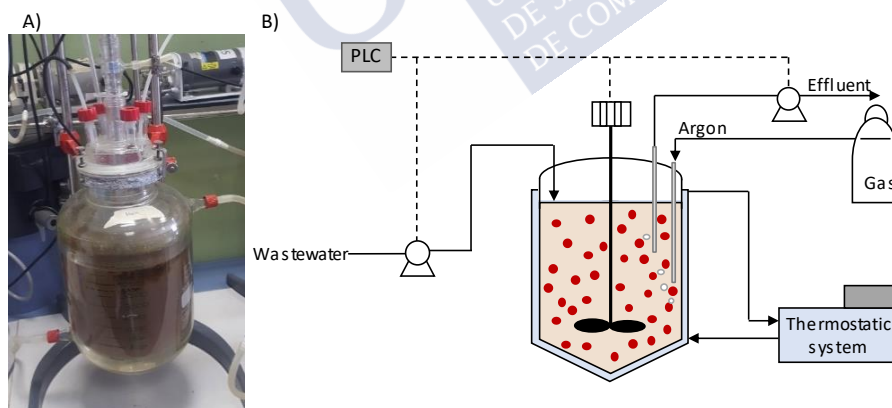 A)
B)
PLC
Effluent
Argon
Gas
Wastewater
Thermostatic
system